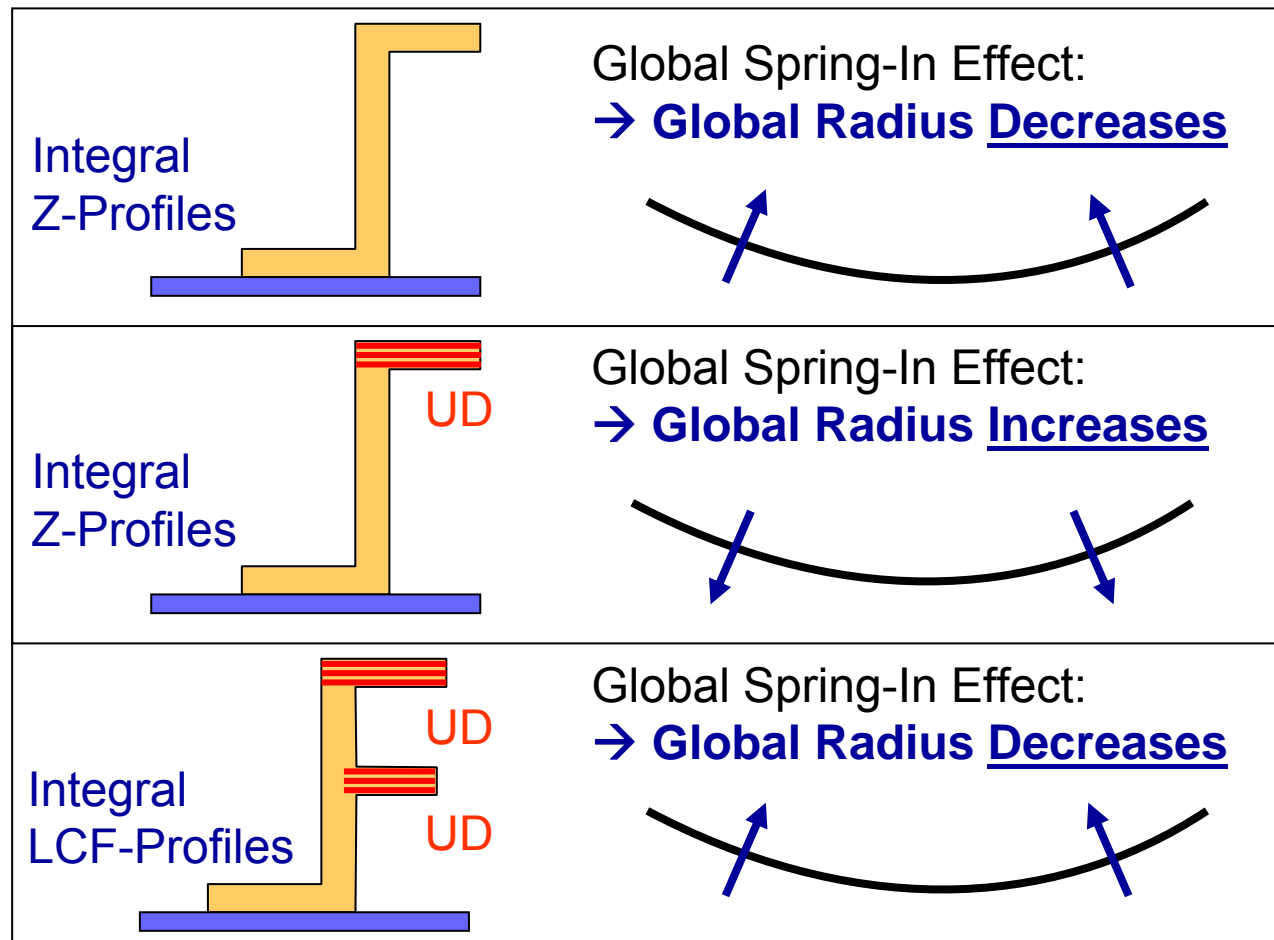 Integral
Z-Profiles
Global Spring-In Effect:
→ Global Radius Decreases
UD
Integral
Z-Profiles
Global Spring-In Effect:
→ Global Radius Increases
UD
UD
Integral
LCF-Profiles
Global Spring-In Effect:
→ Global Radius Decreases